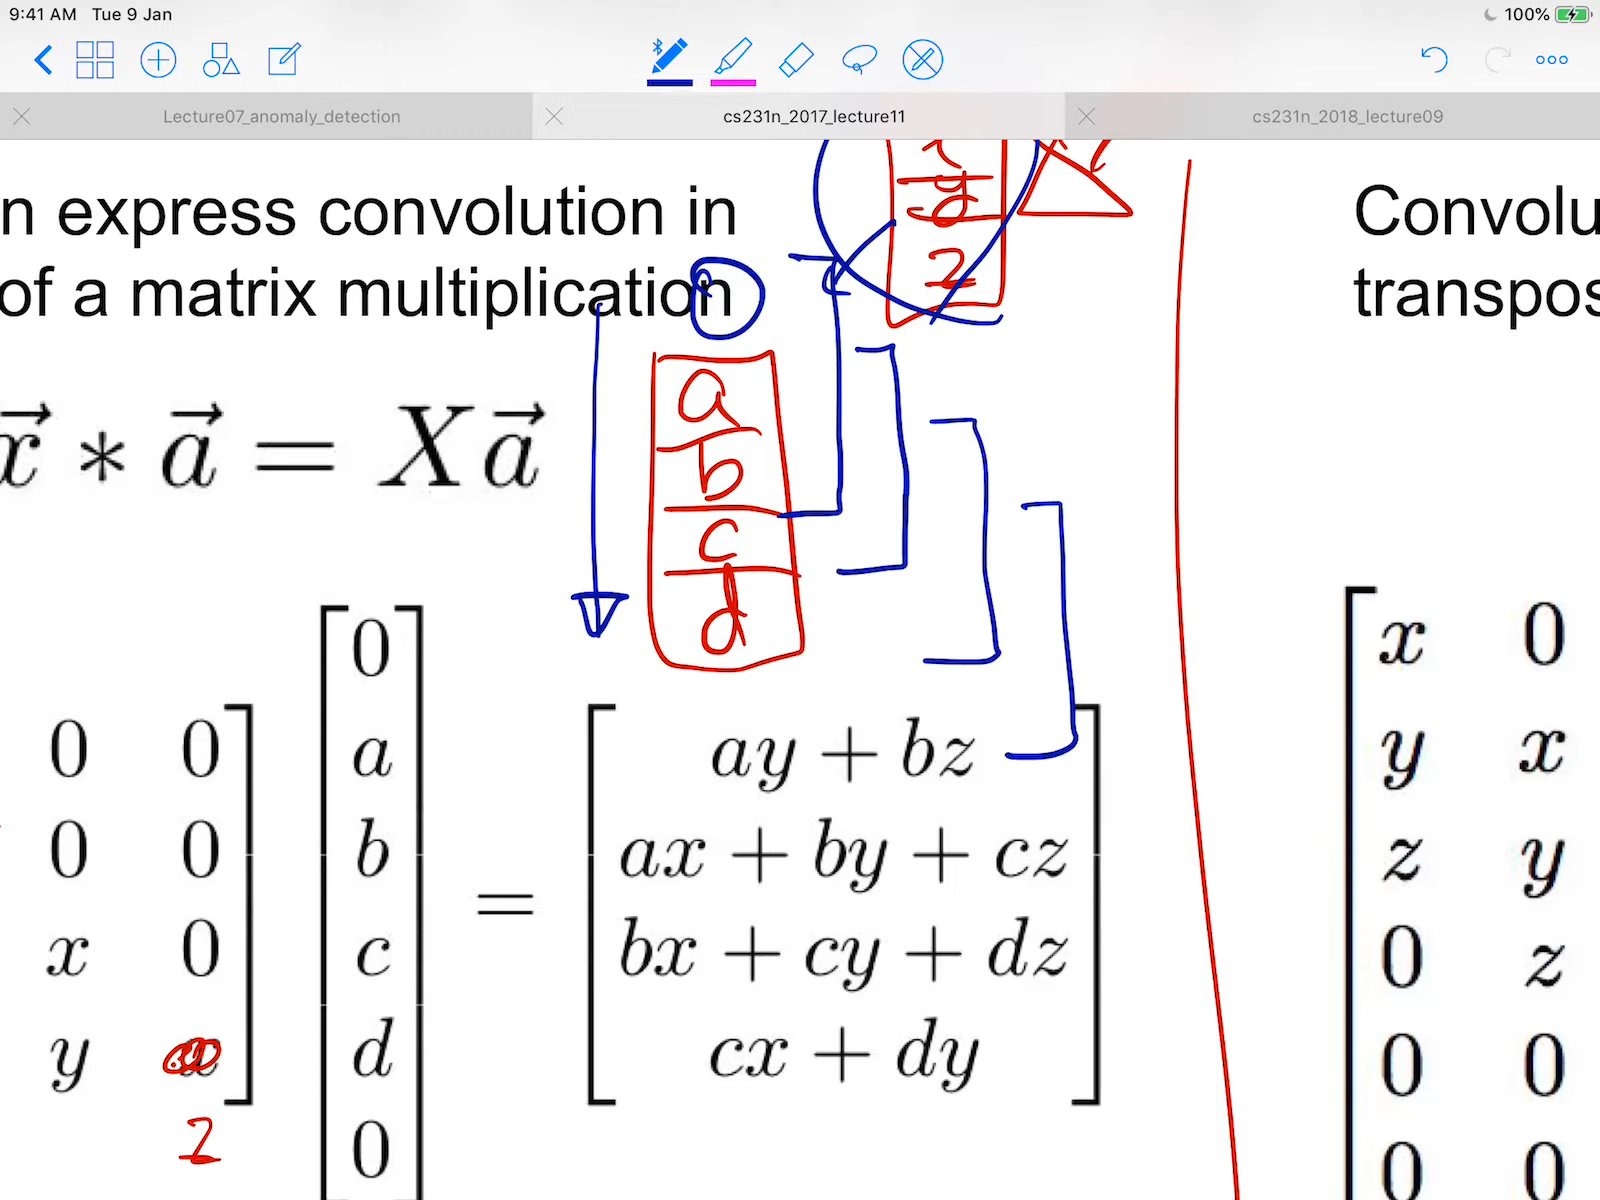 9:41 AM Tue 9 Jan 100%
Lecture07_anomaly_detection cs231n_2017_lecture11 cs231n_2018_lecture09
n express convolution in
of a matrix multiplication
y
z
Convolu
transpos
a
b
c
d
x⃗ ∗ a⃗ = Xa⃗
0 0
0 0
x 0
y
z
0
a
b
c
d
0
=
ay + bz
ax + by + cz
bx + cy + dz
cx + dy
x 0
y x
z y
0 z
0 0
0 0